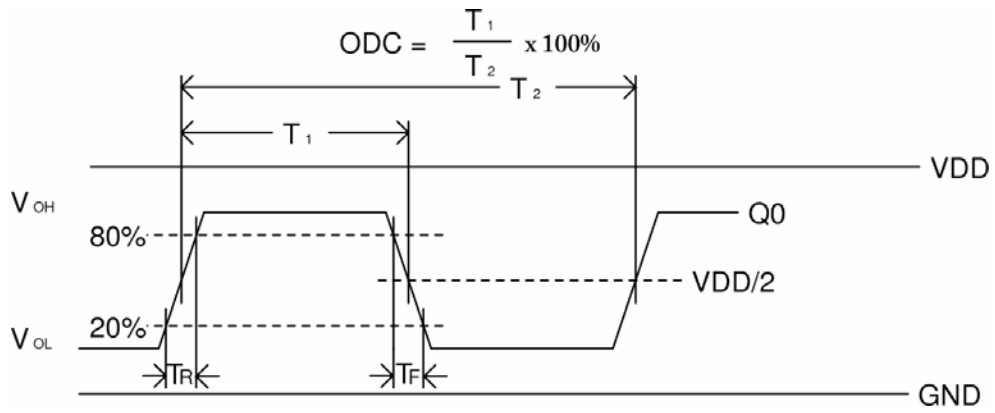 ODC = T1 / T2 x 100%
T2
T1
VDD
VOH
Q0
80%
VDD/2
20%
VOL
TR
TF
GND